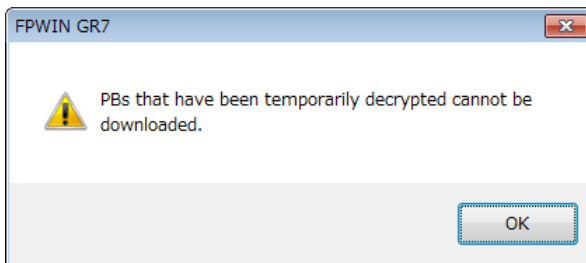 FPWIN GR7
PBs that have been temporarily decrypted cannot be
downloaded.
OK